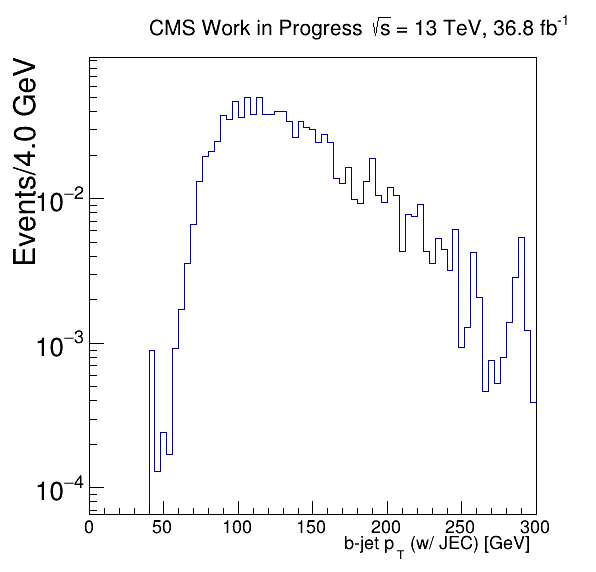 CMS Work in Progress √s = 13 TeV, 36.8 fb⁻¹
Events/4.0 GeV
10⁻²
10⁻³
10⁻⁴
0 50 100 150 200 250 300
b-jet p_T (w/ JEC) [GeV]